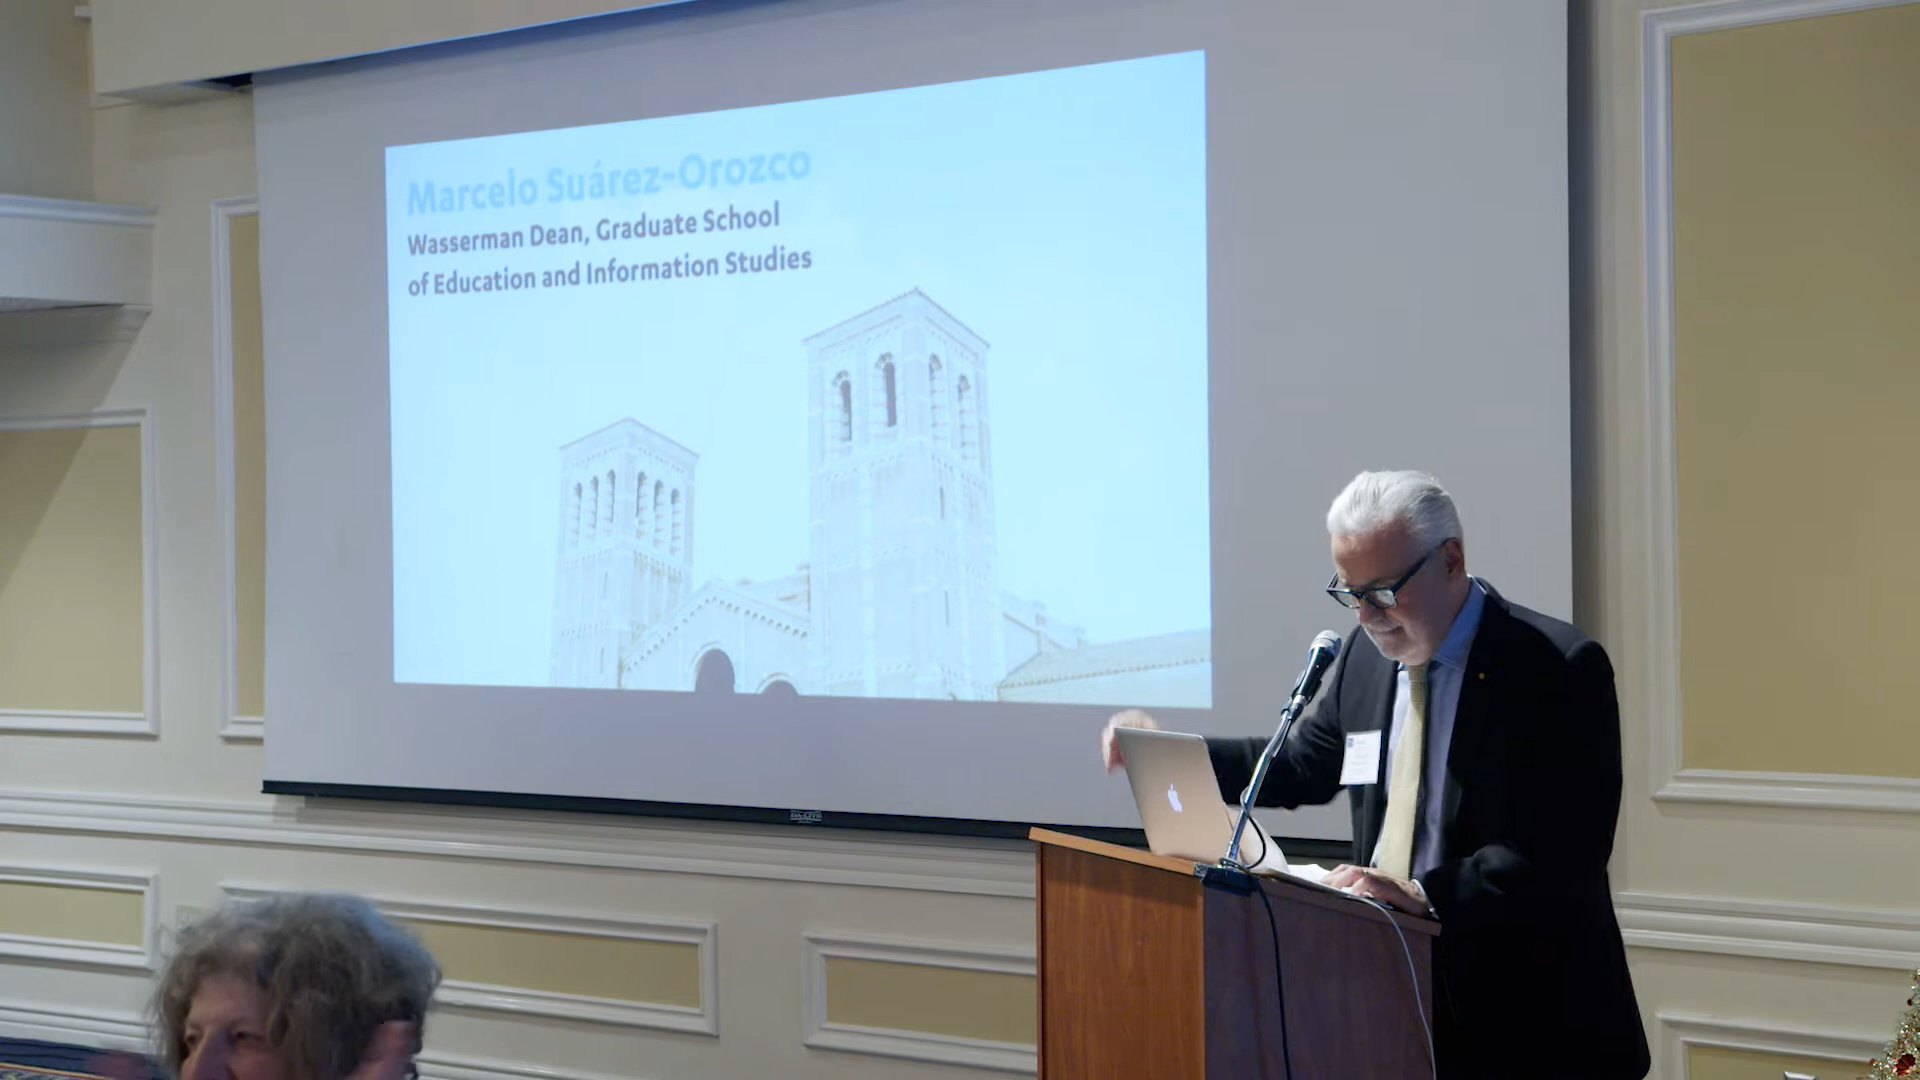 Marcelo Suárez-Orozco
Wasserman Dean, Graduate School
of Education and Information Studies